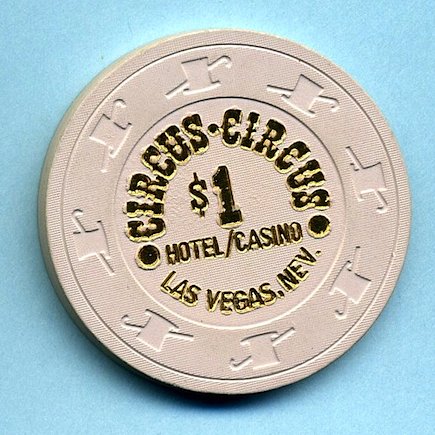 CIRCUS-CIRCUS
$1
HOTEL/CASINO
LAS VEGAS, NEV.